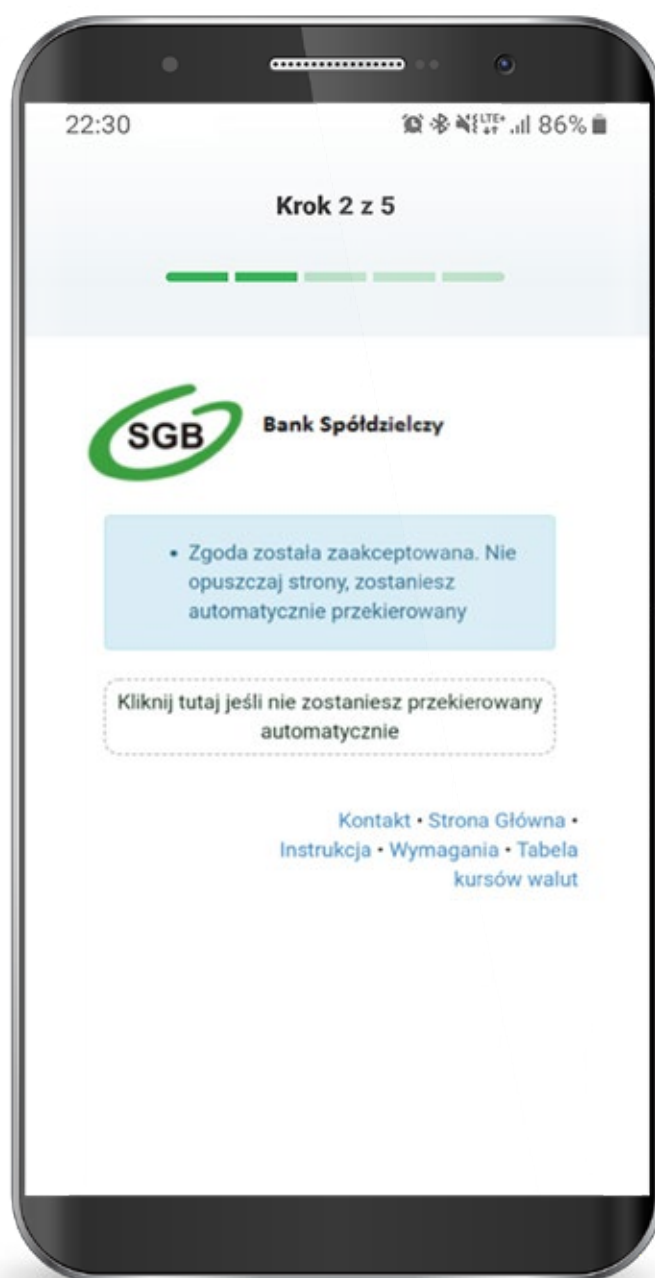 22:30
LTE+ 86%
Krok 2 z 5
SGB Bank Spółdzielczy
• Zgoda została zaakceptowana. Nie
opuszczaj strony, zostaniesz
automatycznie przekierowany
Kliknij tutaj jeśli nie zostaniesz przekierowany
automatycznie
Kontakt • Strona Główna •
Instrukcja • Wymagania • Tabela
kursów walut